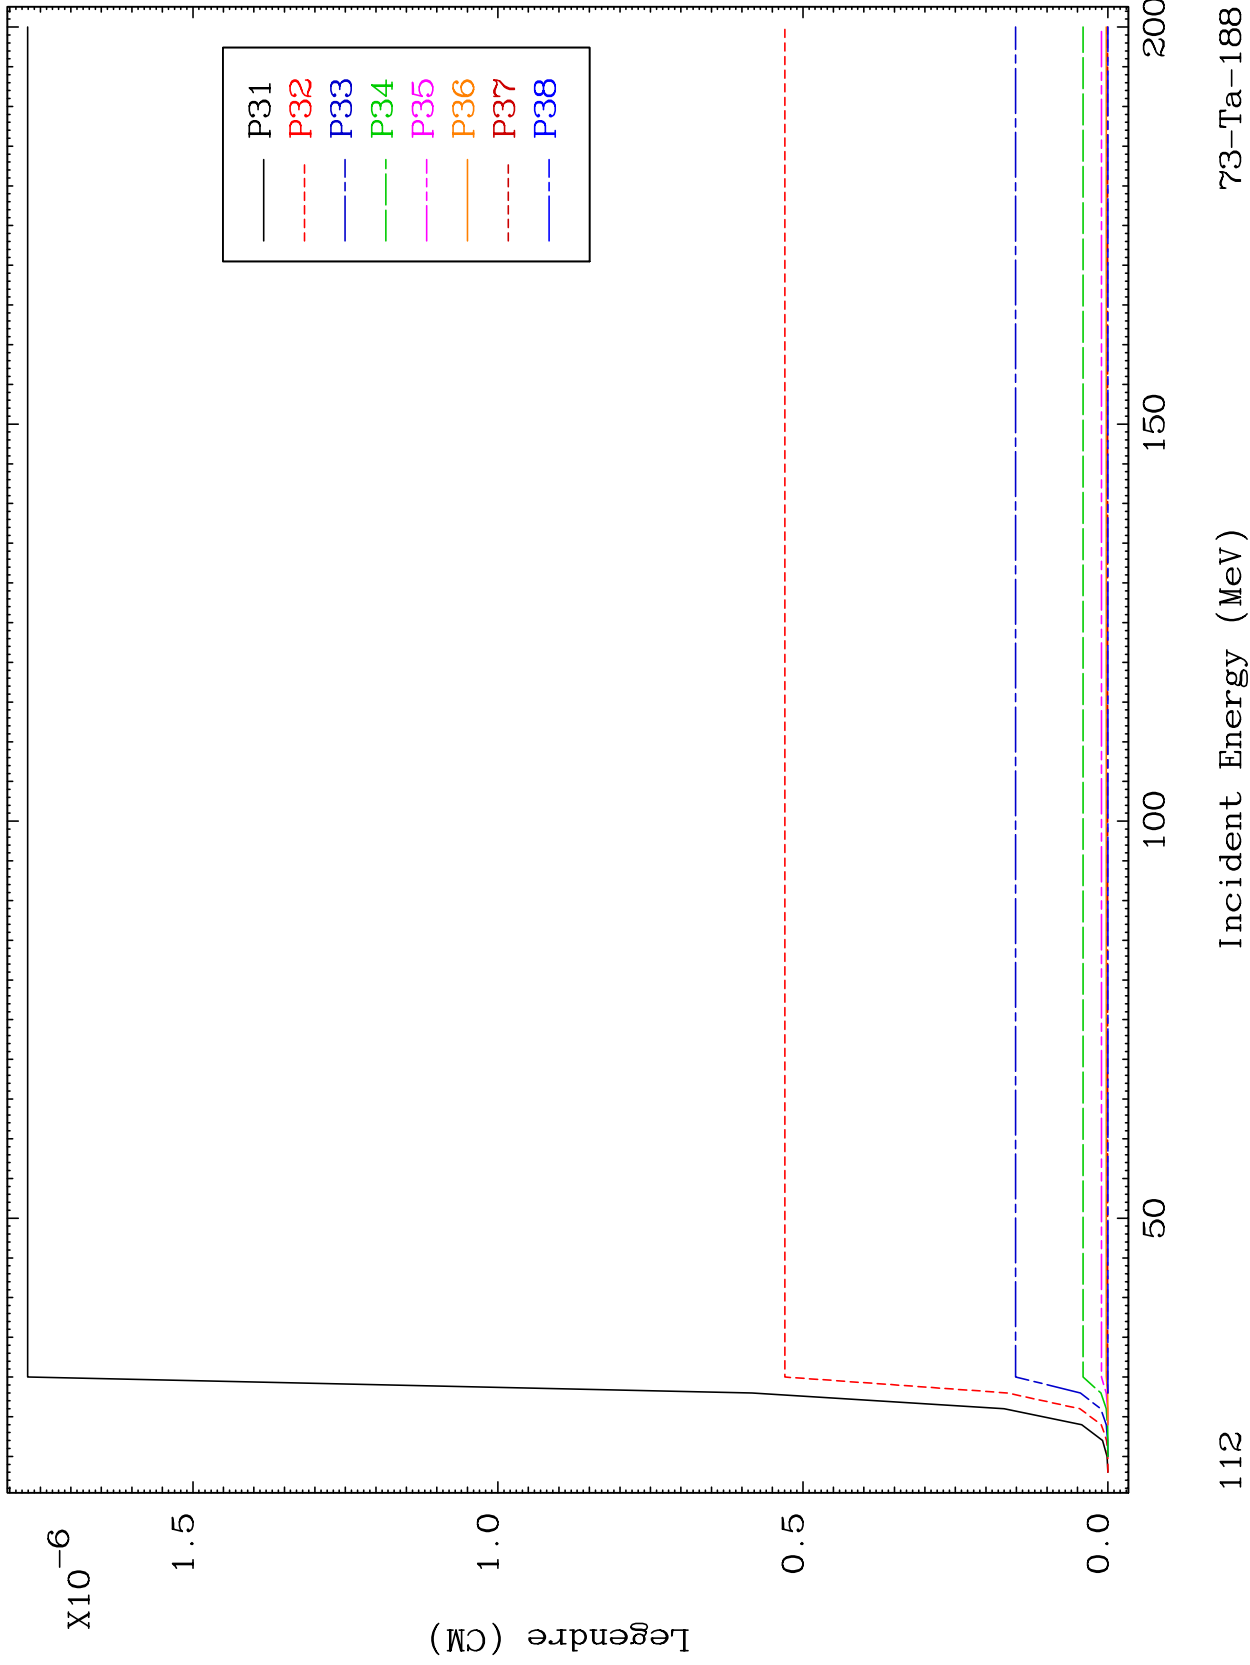 X10-6
1.5
1.0
0.5
0.0
Legendre (CM)
P31
P32
P33
P34
P35
P36
P37
P38
50
100
150
200
Incident Energy (MeV)
112
73-Ta-188